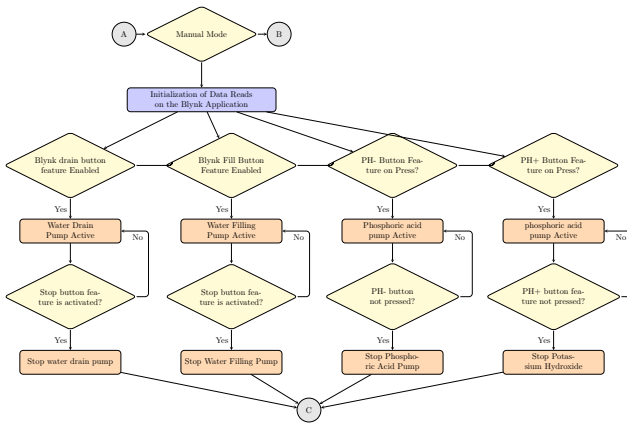 A
Manual Mode
B
Initialization of Data Reads
on the Blynk Application
Blynk drain button
feature Enabled
Blynk Fill Button
Feature Enabled
PH- Button Fea-
ture on Press?
PH+ Button Fea-
ture on Press?
Yes
Yes
Yes
Yes
Water Drain
Pump Active
No
Water Filling
Pump Active
No
Phosphoric acid
pump Active
No
phosphoric acid
pump Active
No
Stop button fea-
ture is activated?
Stop button fea-
ture is activated?
PH- button
not pressed?
PH+ button fea-
ture not pressed?
Yes
Yes
Yes
Yes
Stop water drain pump
Stop Water Filling Pump
Stop Phospho-
ric Acid Pump
Stop Potas-
sium Hydroxide
C